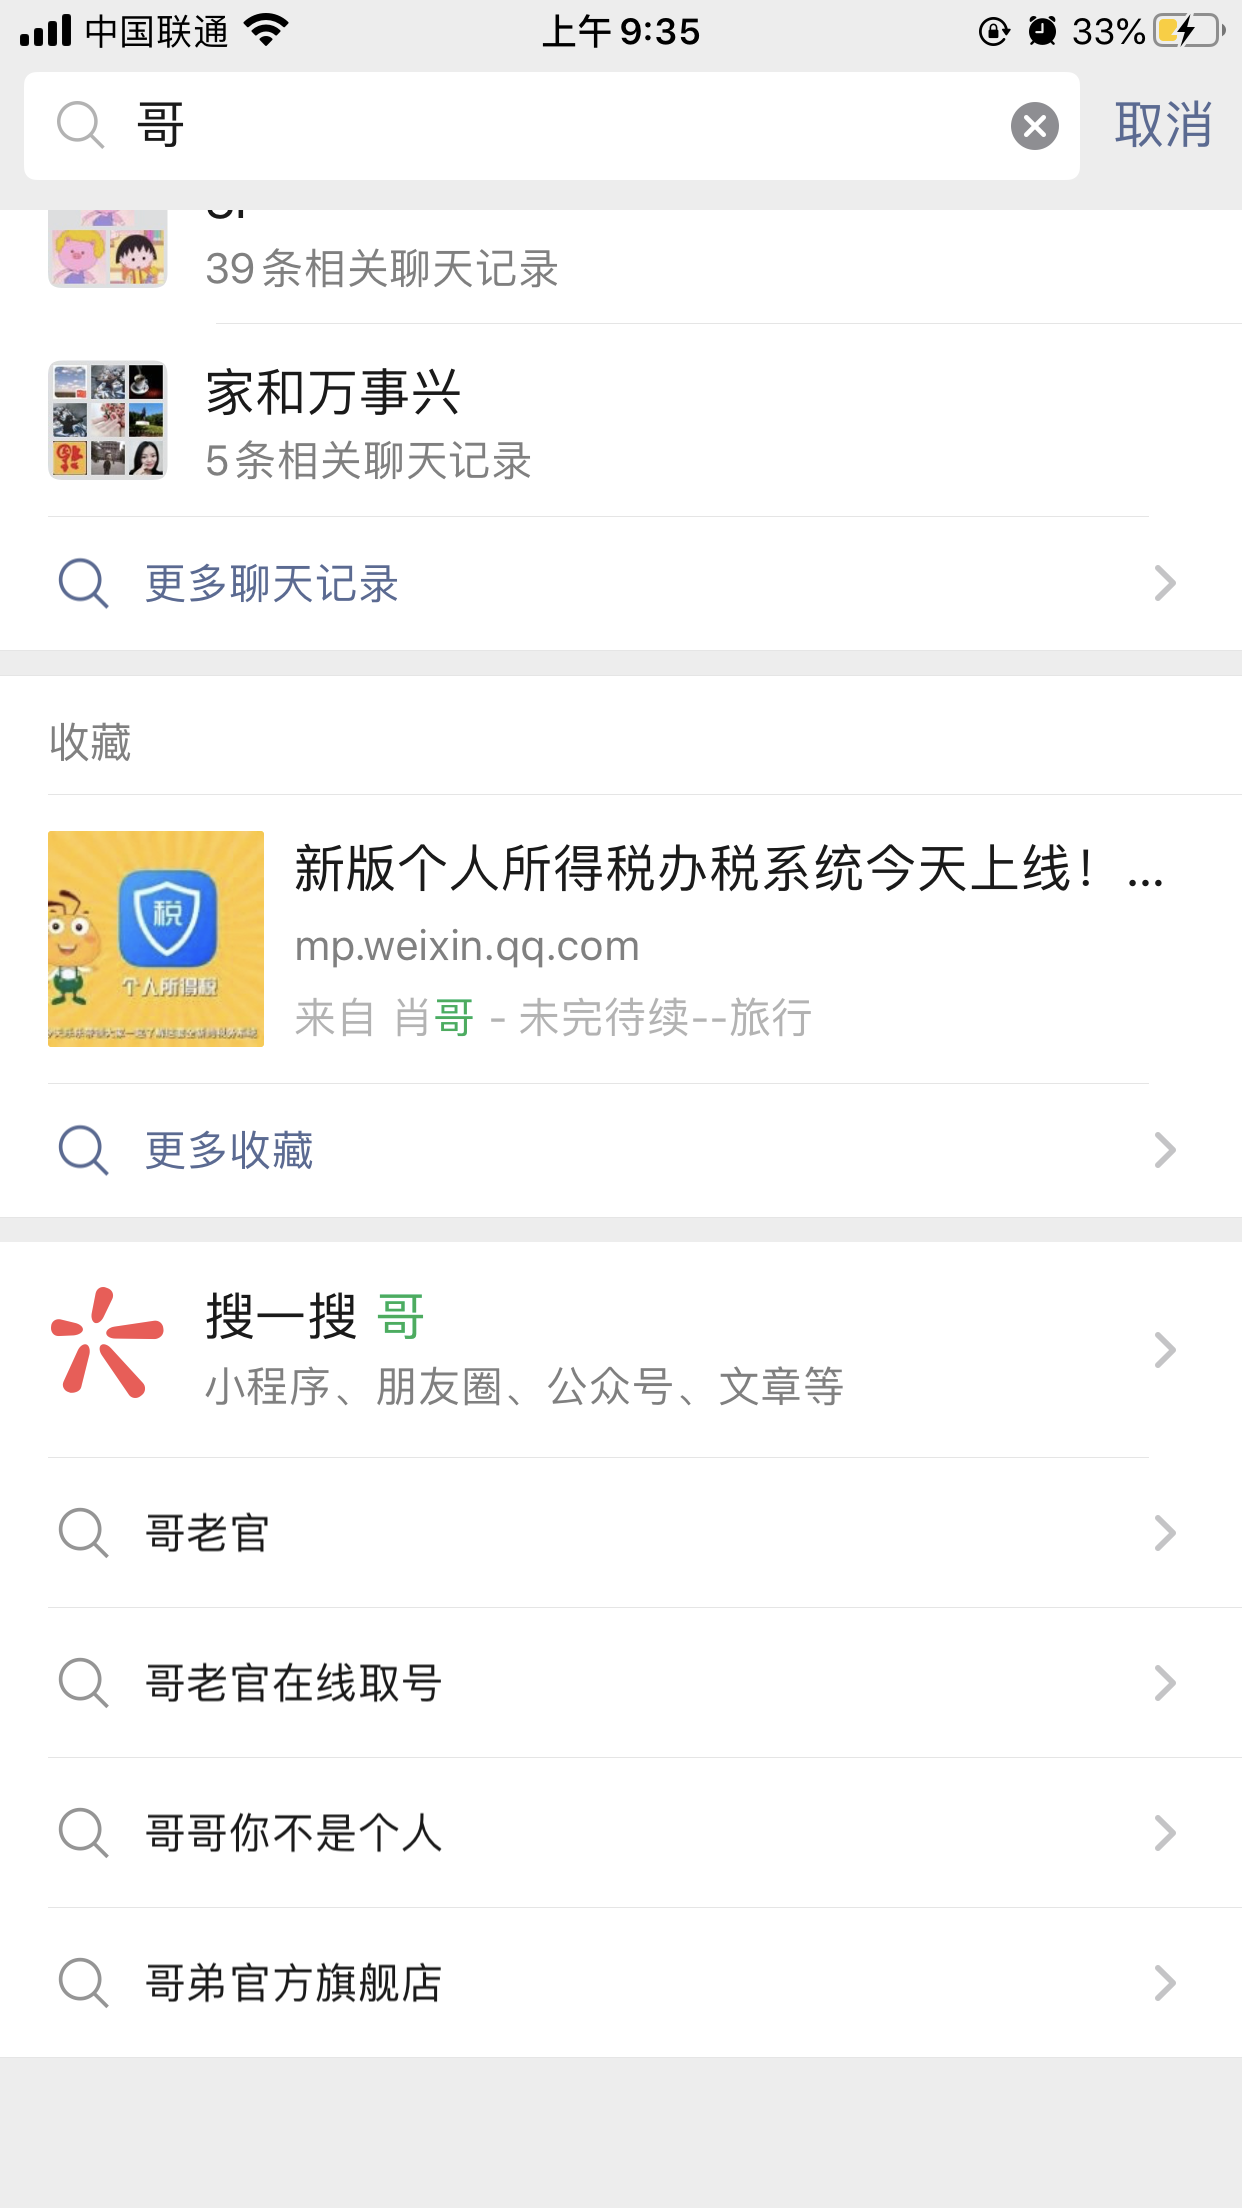 中国联通
上午 9:35
33%
哥
取消
39条相关聊天记录
家和万事兴
5条相关聊天记录
更多聊天记录
收藏
新版个人所得税办税系统今天上线！...
税
个人所得税
mp.weixin.qq.com
来自 肖哥 - 未完待续--旅行
更多收藏
搜一搜 哥
小程序、朋友圈、公众号、文章等
哥老官
哥老官在线取号
哥哥你不是个人
哥弟官方旗舰店